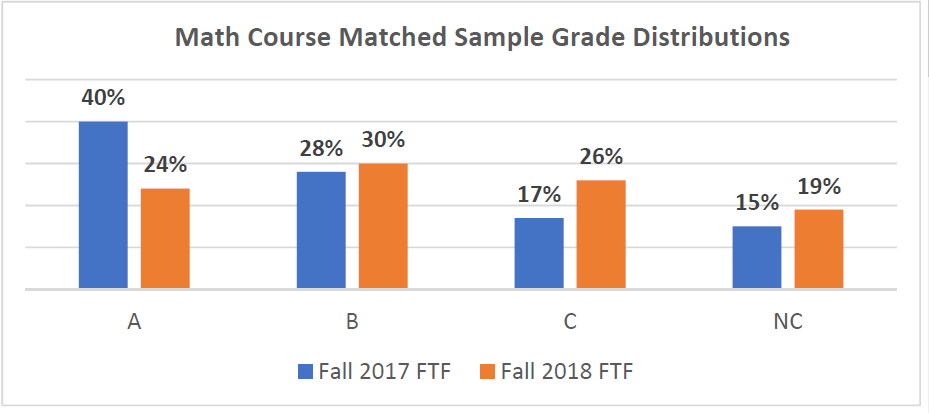 Math Course Matched Sample Grade Distributions
40%
24%
28%
30%
17%
26%
15%
19%
A
B
C
NC
Fall 2017 FTF
Fall 2018 FTF